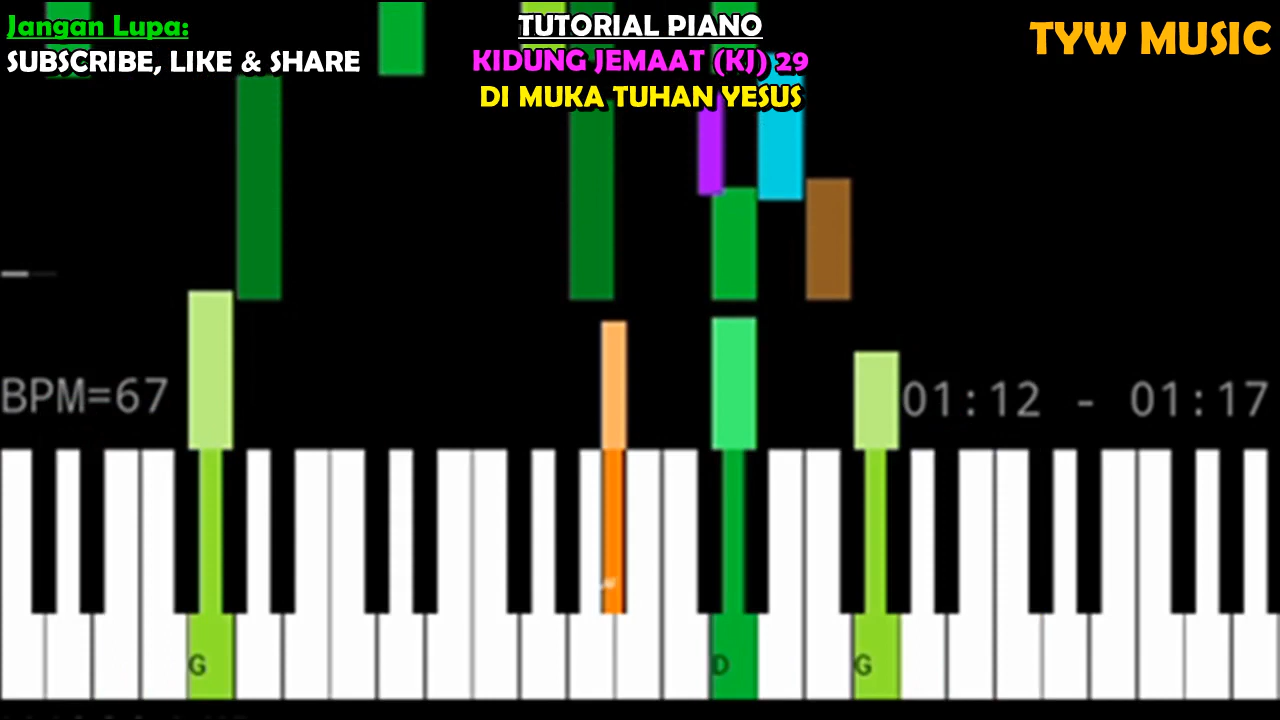 Jangan Lupa:
SUBSCRIBE, LIKE & SHARE
TUTORIAL PIANO
KIDUNG JEMAAT (KJ) 29
DI MUKA TUHAN YESUS
TYW MUSIC
BPM=67
01:12 - 01:17
G
D
G